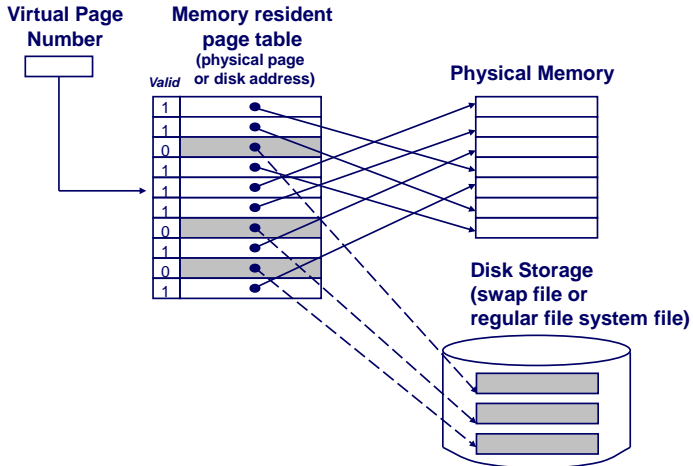 Virtual Page
Number
Memory resident
page table
(physical page
or disk address)
Valid
Physical Memory
1
1
0
1
1
1
0
1
0
1
Disk Storage
(swap file or
regular file system file)